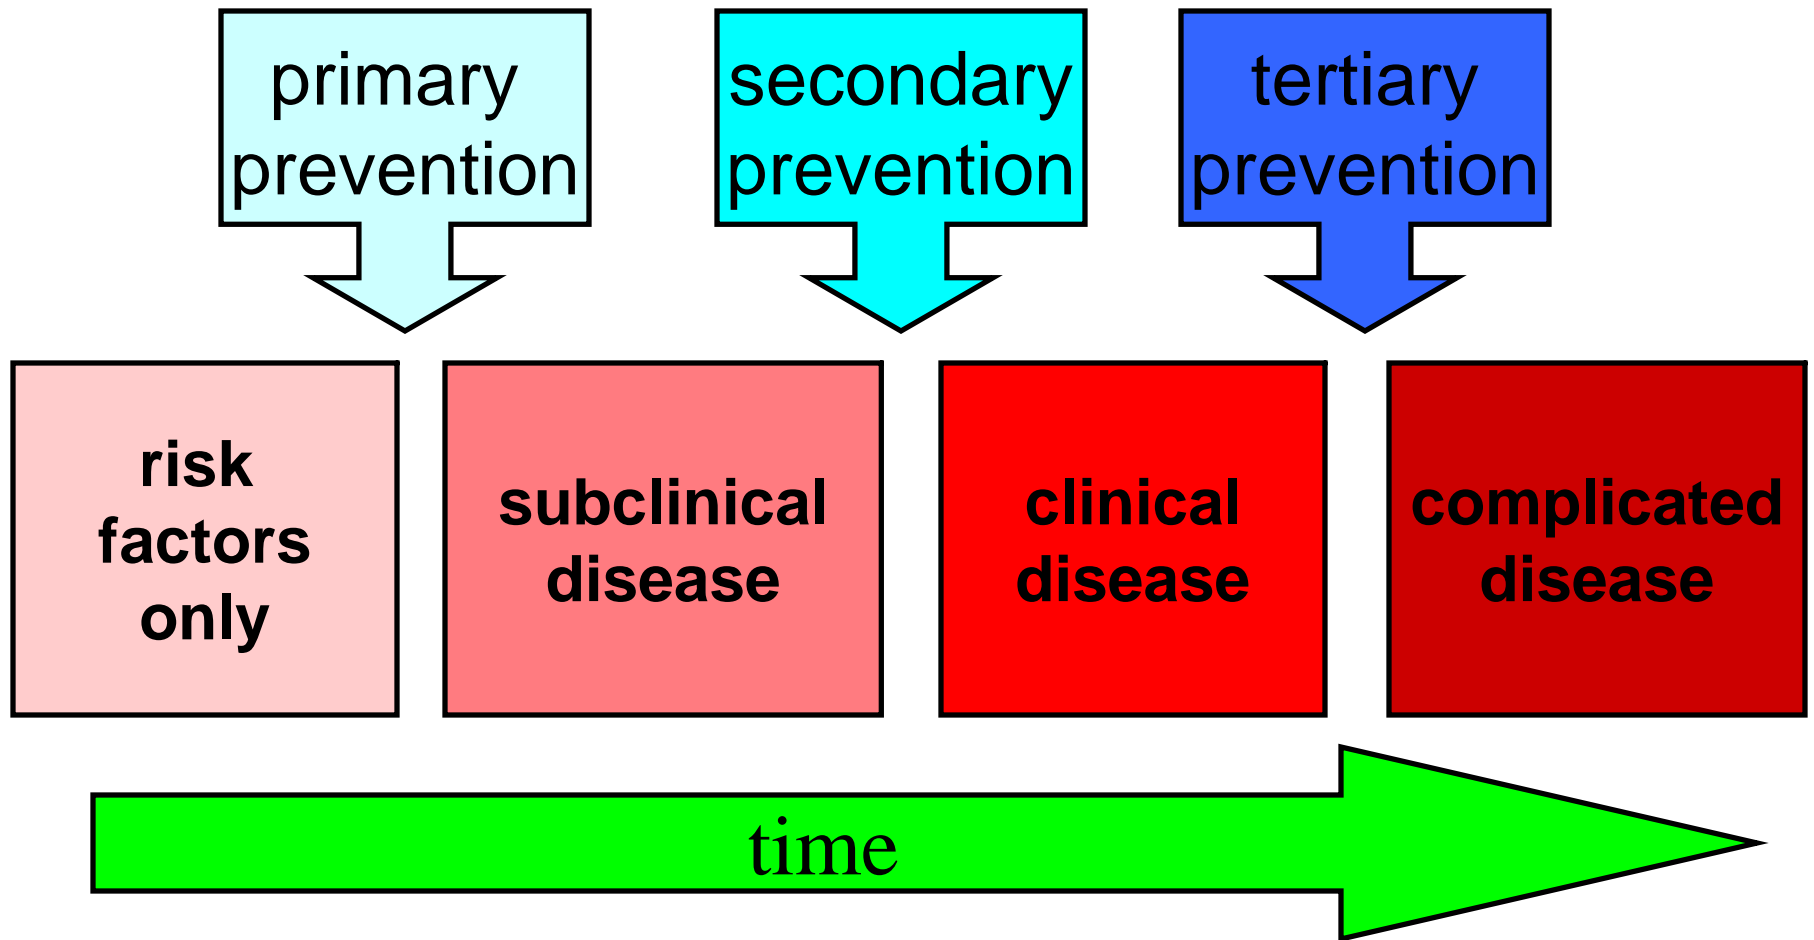 primary
prevention
secondary
prevention
tertiary
prevention
risk
factors
only
subclinical
disease
clinical
disease
complicated
disease
time